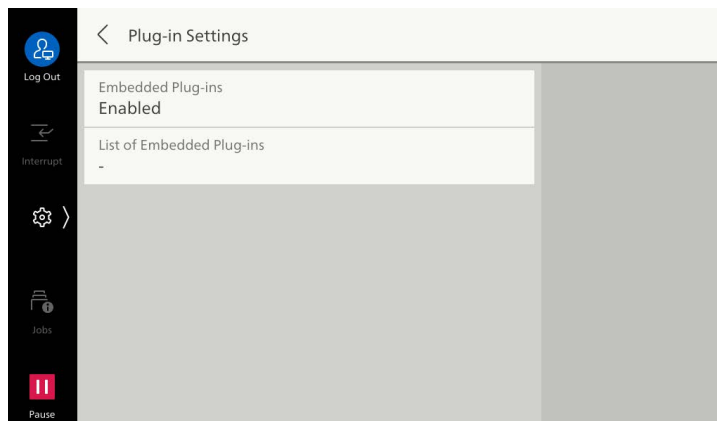 Plug-in Settings
Log Out
Embedded Plug-ins
Enabled
List of Embedded Plug-ins
-
Interrupt
Jobs
Pause